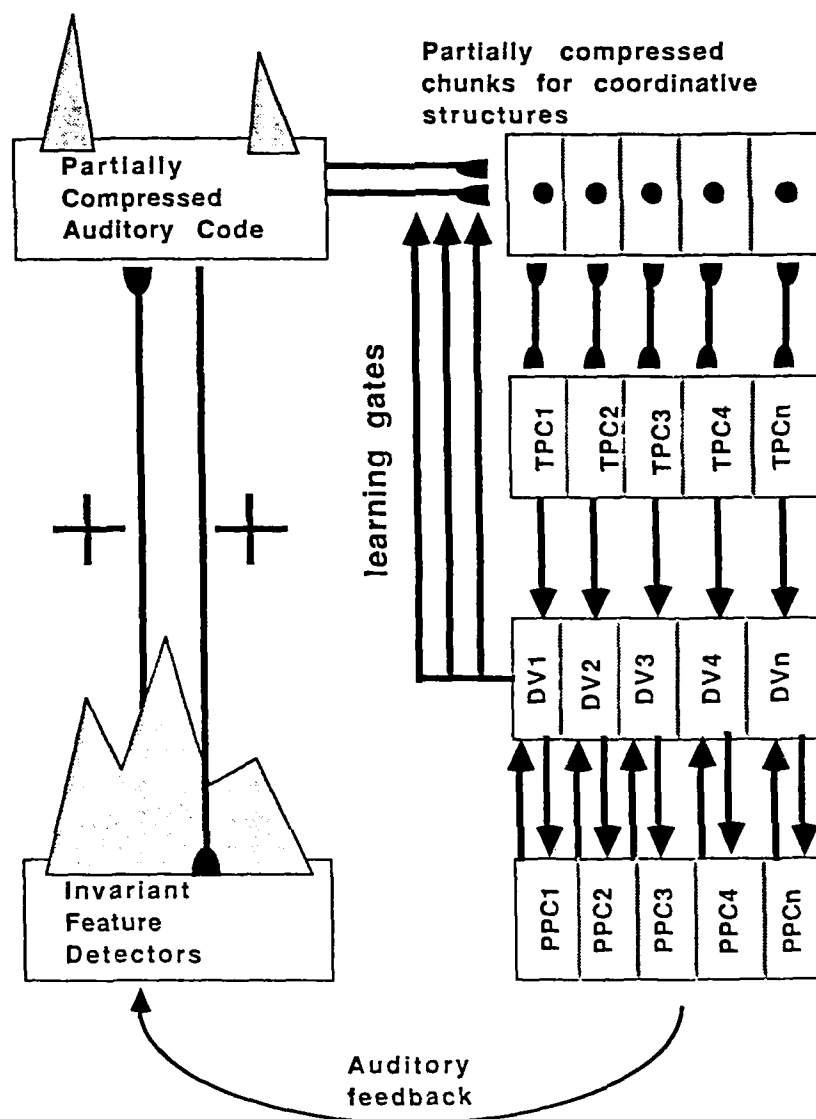 Partially compressed
chunks for coordinative
structures
Partially
Compressed
Auditory Code
learning gates
TPC1 TPC2 TPC3 TPC4 TPCn
DV1 DV2 DV3 DV4 DVn
PPC1 PPC2 PPC3 PPC4 PPCn
Invariant
Feature
Detectors
Auditory
feedback